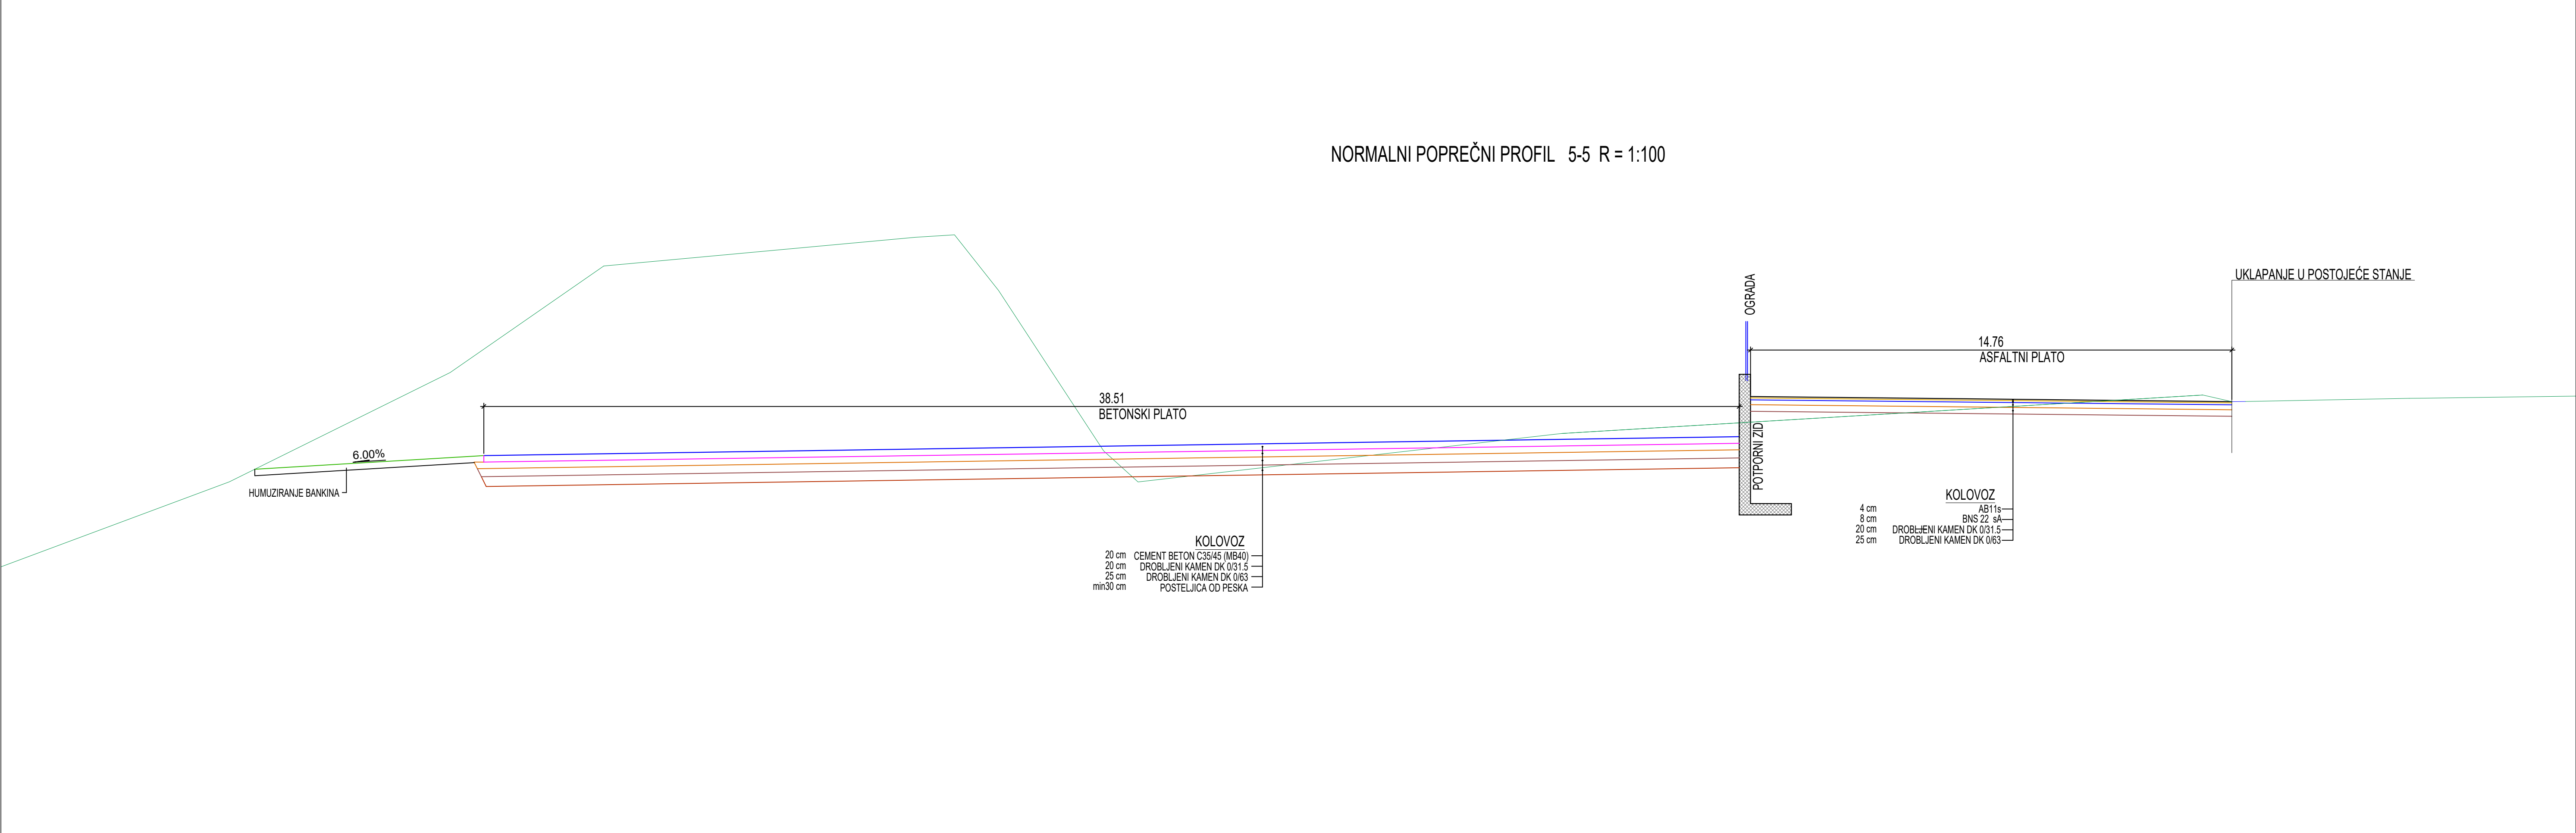 NORMALNI POPREČNI PROFIL 5-5 R = 1:100
UKLAPANJE U POSTOJEĆE STANJE
OGRADA
14.76
ASFALTNI PLATO
38.51
BETONSKI PLATO
6.00%
HUMUZIRANJE BANKINA
POTPORNI ZID
KOLOVOZ
4 cm AB11s
8 cm BNS 22 sA
20 cm DROBLJENI KAMEN DK 0/31.5
25 cm DROBLJENI KAMEN DK 0/63
KOLOVOZ
20 cm CEMENT BETON C35/45 (MB40)
20 cm DROBLJENI KAMEN DK 0/31.5
25 cm DROBLJENI KAMEN DK 0/63
min30 cm POSTELJICA OD PESKA